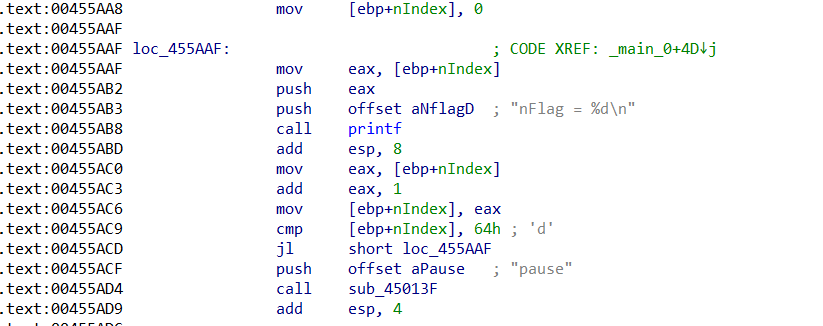 .text:00455AA8 mov [ebp+nIndex], 0
.text:00455AAF
.text:00455AAF loc_455AAF: ; CODE XREF: _main_0+4D↓j
.text:00455AAF mov eax, [ebp+nIndex]
.text:00455AB2 push eax
.text:00455AB3 push offset aNflagD ; "nFlag = %d\n"
.text:00455AB8 call printf
.text:00455ABD add esp, 8
.text:00455AC0 mov eax, [ebp+nIndex]
.text:00455AC3 add eax, 1
.text:00455AC6 mov [ebp+nIndex], eax
.text:00455AC9 cmp [ebp+nIndex], 64h ; 'd'
.text:00455ACD jl short loc_455AAF
.text:00455ACF push offset aPause ; "pause"
.text:00455AD4 call sub_45013F
.text:00455AD9 add esp, 4